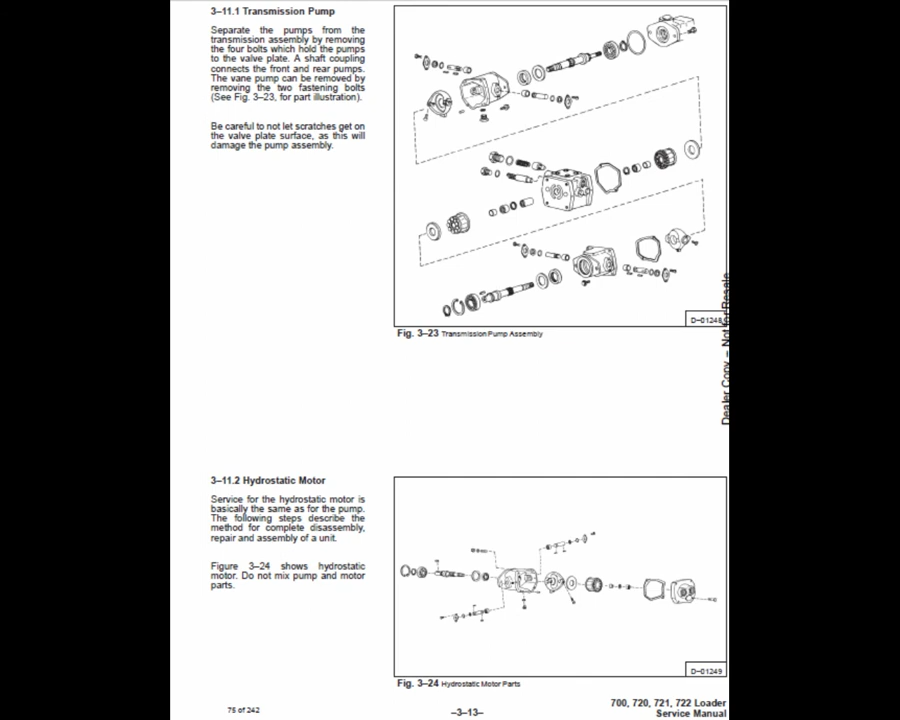 3–11.1 Transmission Pump
Separate the pumps from the
transmission assembly by removing
the four bolts which hold the pumps
to the valve plate. A shaft coupling
connects the front and rear pumps.
The vane pump can be removed by
removing the two fastening bolts
(See Fig. 3–23, for part illustration).
Be careful to not let scratches get on
the valve plate surface, as this will
damage the pump assembly.
D–01248
Fig. 3–23 Transmission Pump Assembly
Dealer Copy – Not for Resale
3–11.2 Hydrostatic Motor
Service for the hydrostatic motor is
basically the same as for the pump.
The following steps describe the
method for complete disassembly,
repair and assembly of a unit.
Figure 3–24 shows hydrostatic
motor. Do not mix pump and motor
parts.
D–01249
Fig. 3–24 Hydrostatic Motor Parts
75 of 242
–3–13–
700, 720, 721, 722 Loader
Service Manual